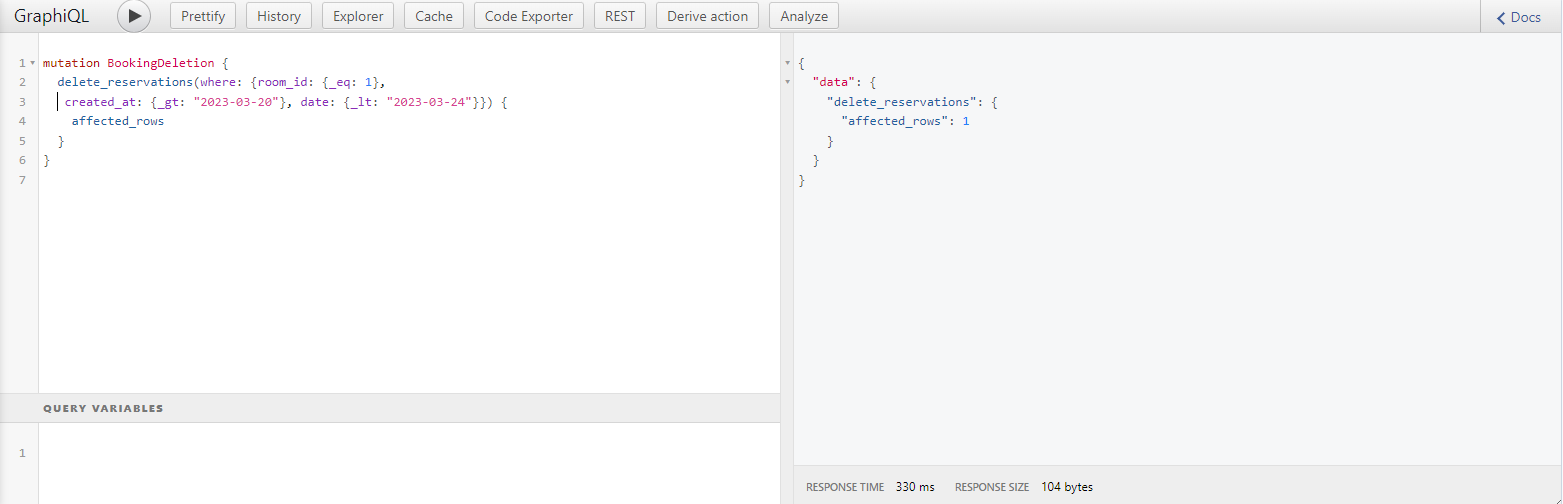 GraphiQL Prettify History Explorer Cache Code Exporter REST Derive action Analyze Docs
1 mutation BookingDeletion {
2 delete_reservations(where: {room_id: {_eq: 1},
3 created_at: {_gt: "2023-03-20"}, date: {_lt: "2023-03-24"}}) {
4 affected_rows
5 }
6 }
7
QUERY VARIABLES
1
{
"data": {
"delete_reservations": {
"affected_rows": 1
}
}
}
RESPONSE TIME 330 ms RESPONSE SIZE 104 bytes